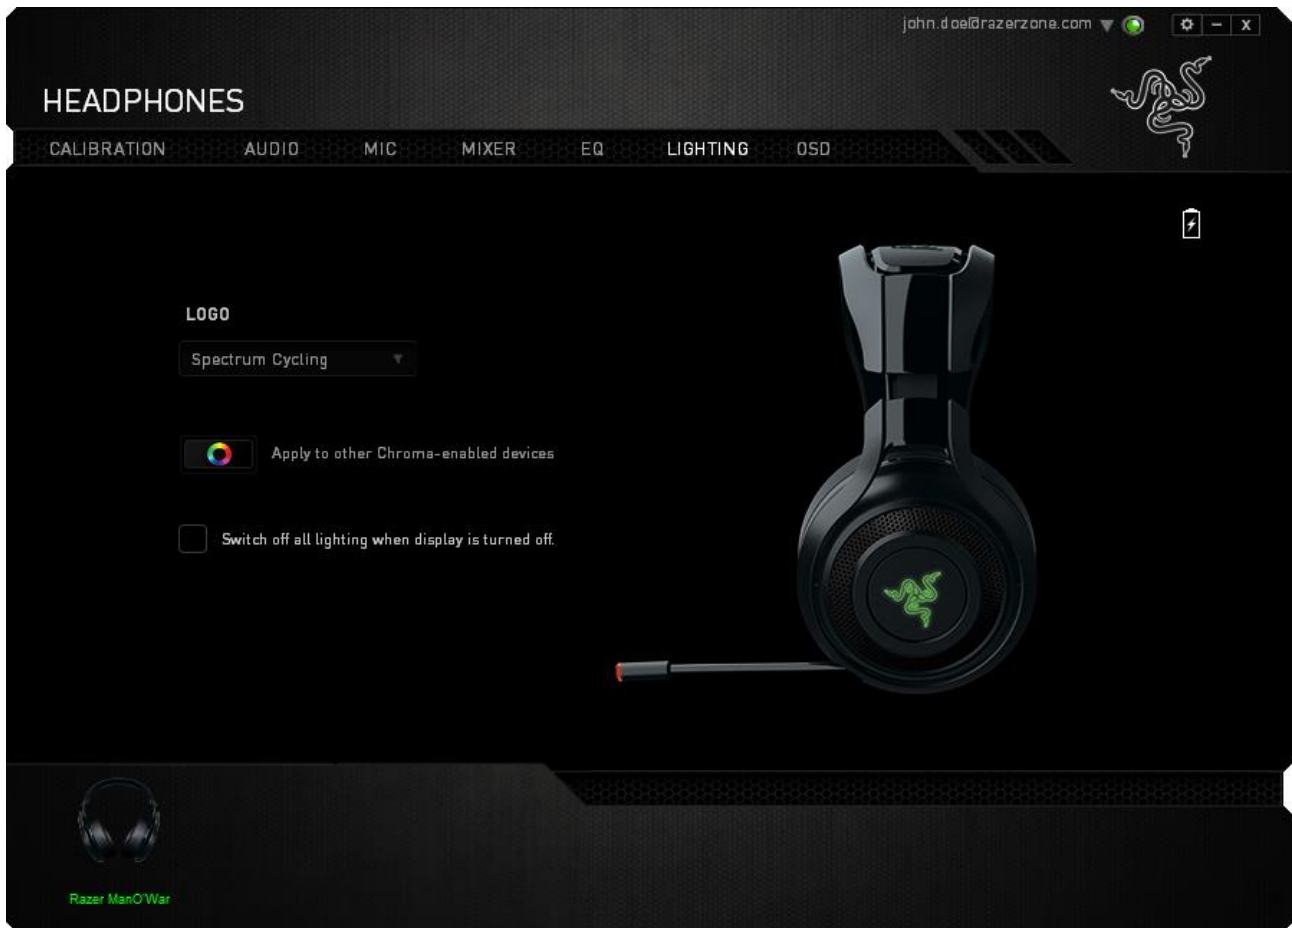 john.doe@razerzone.com
HEADPHONES
CALIBRATION AUDIO MIC MIXER EQ LIGHTING OSD
LOGO
Spectrum Cycling
Apply to other Chroma-enabled devices
Switch off all lighting when display is turned off.
Razer ManO'War